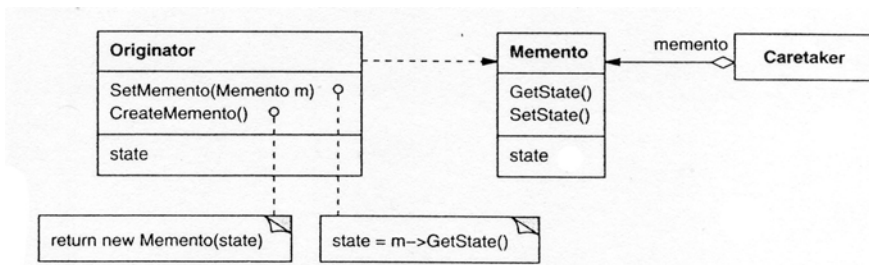 Originator
SetMemento(Memento m)
CreateMemento()
state
return new Memento(state)
state = m->GetState()
Memento
GetState()
SetState()
state
memento
Caretaker